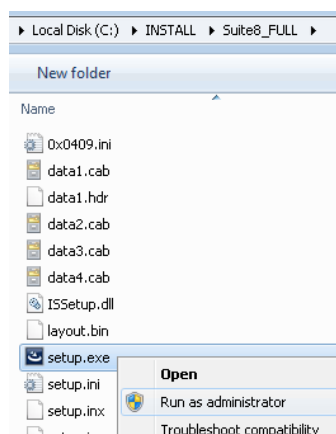 Local Disk (C:) INSTALL Suite8_FULL
New folder
Name
0x0409.ini
data1.cab
data1.hdr
data2.cab
data3.cab
data4.cab
ISSetup.dll
layout.bin
setup.exe
Open
setup.ini
Run as administrator
setup.inx
Troubleshoot compatibility